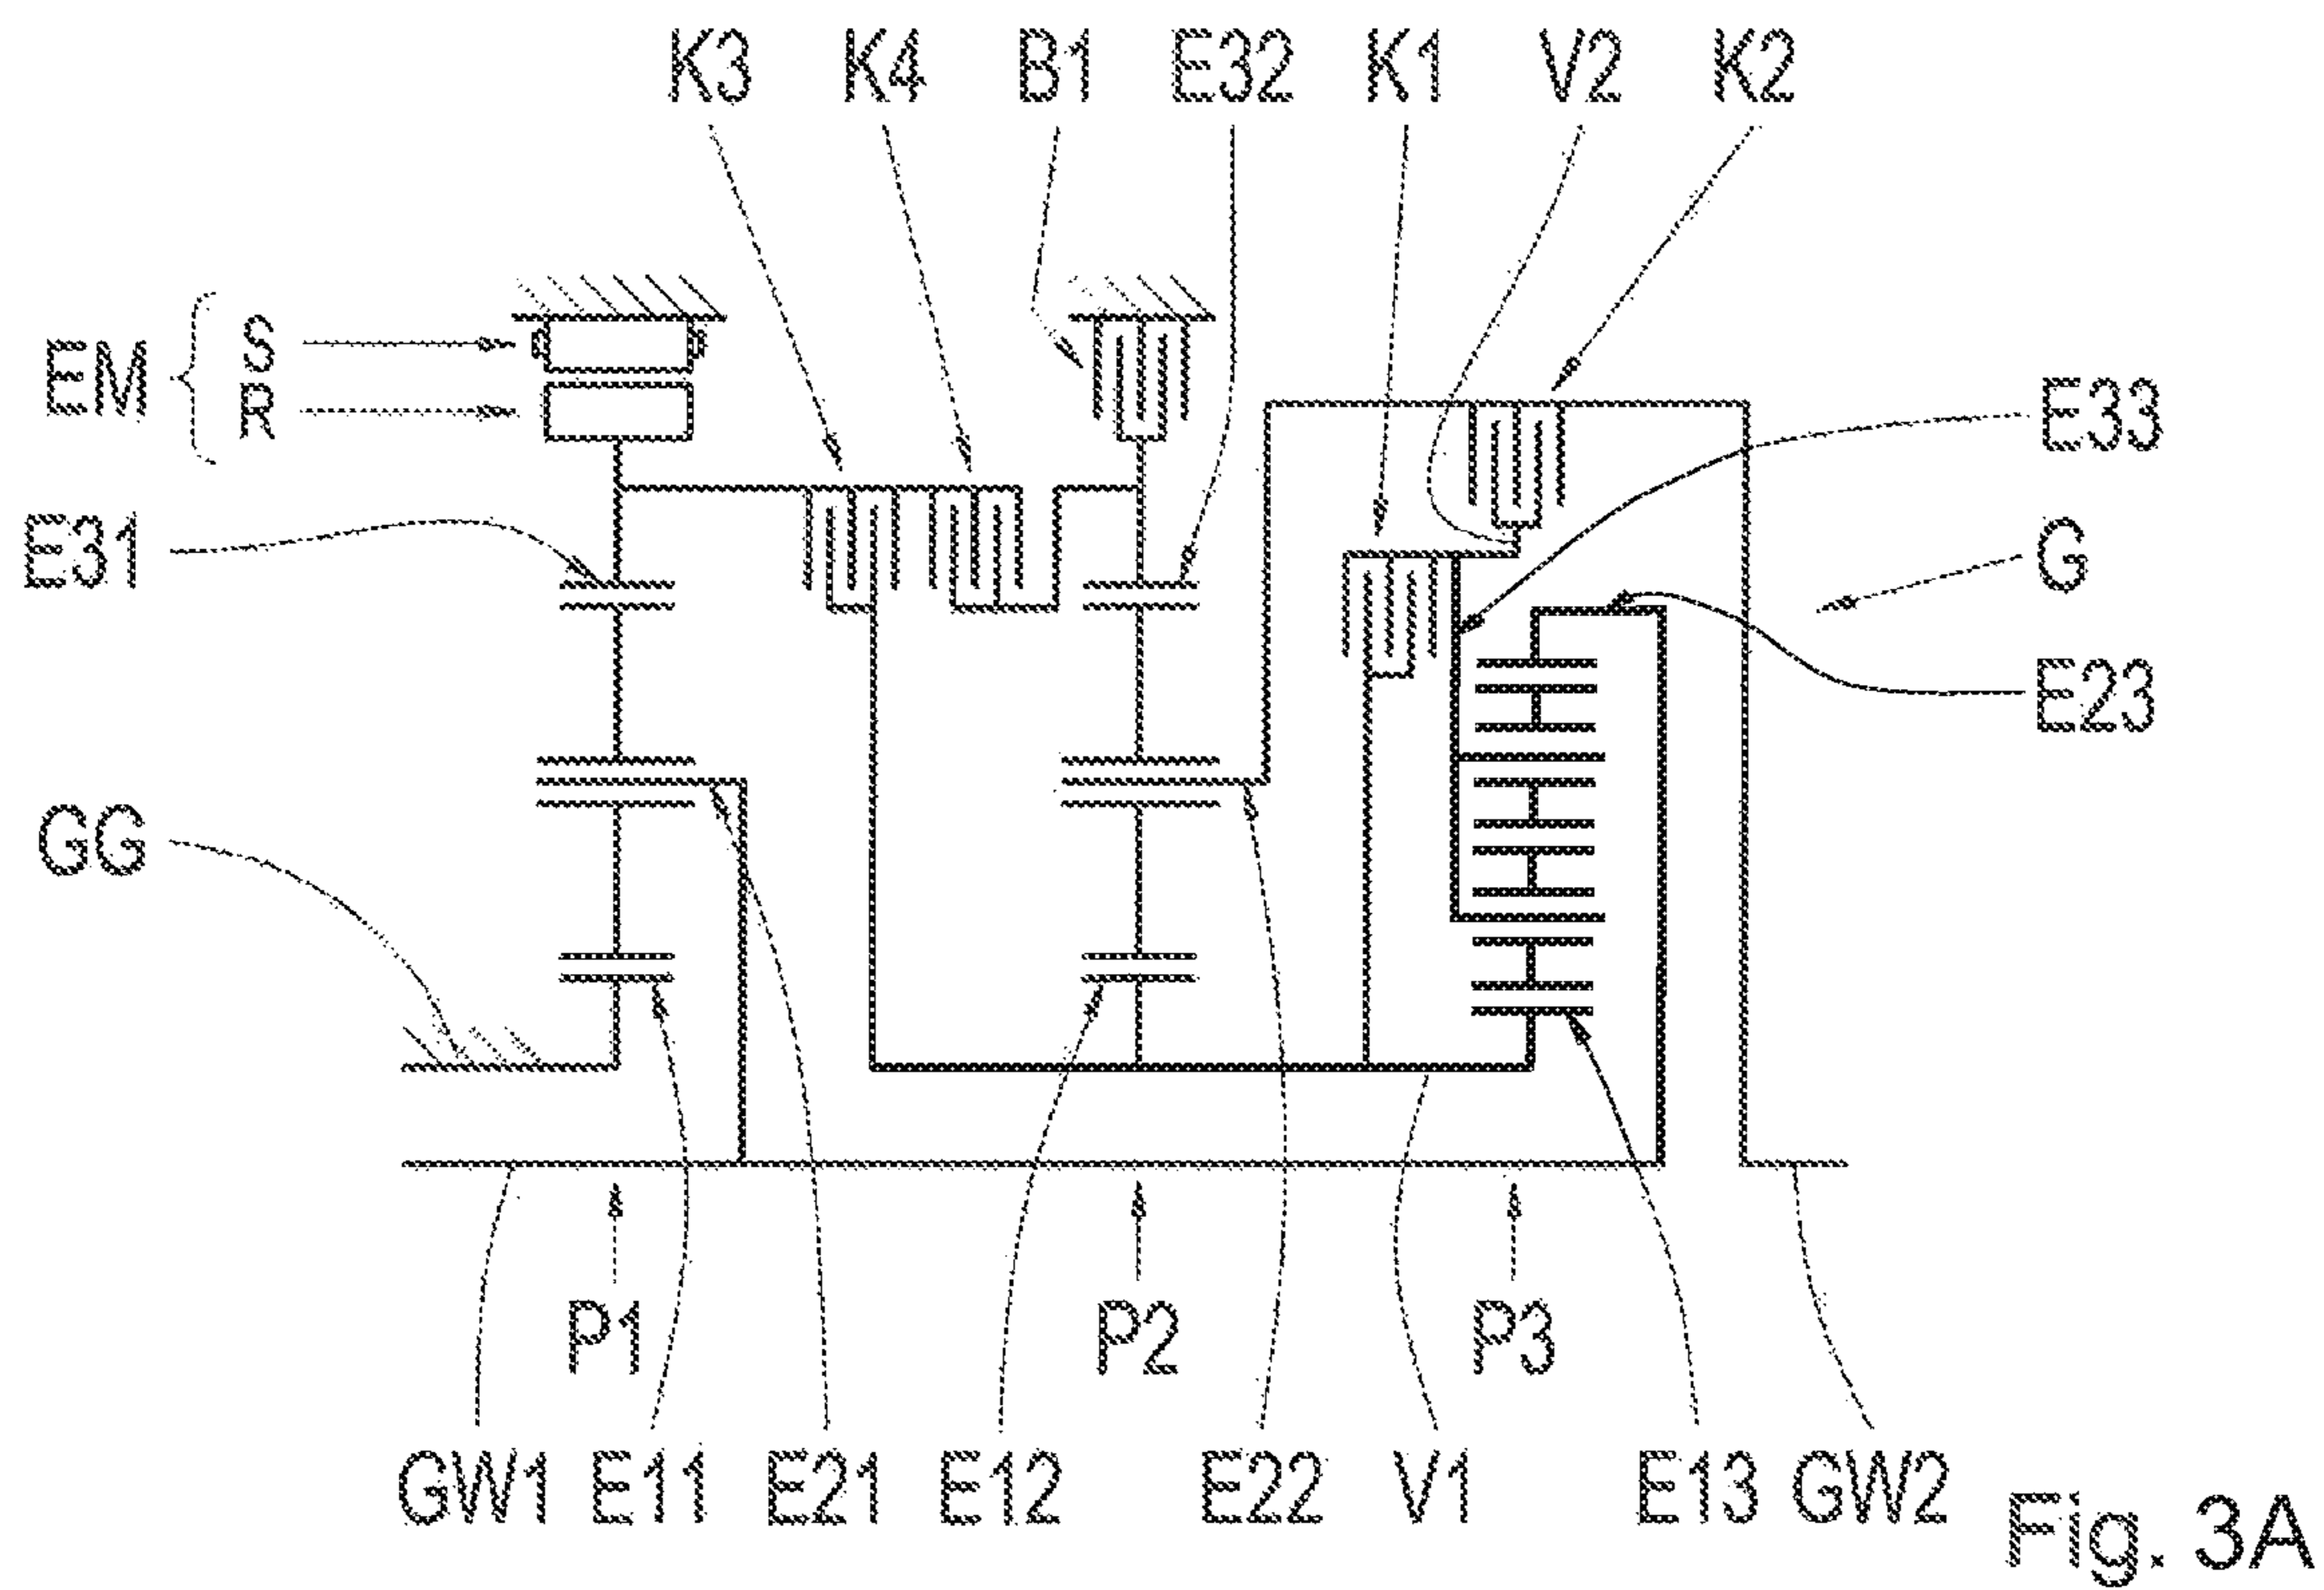 K3 K4 B1 E32 K1 V2 K2
EM S
R
E33
E31
G
E23
GG
P1 P2 P3
GW1 E11 E21 E12 E22 V1 E13 GW2
Fig. 3A